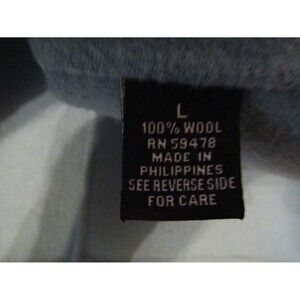 L
100% WOOL
RN 59478
MADE IN
PHILIPPINES
SEE REVERSE SIDE
FOR CARE